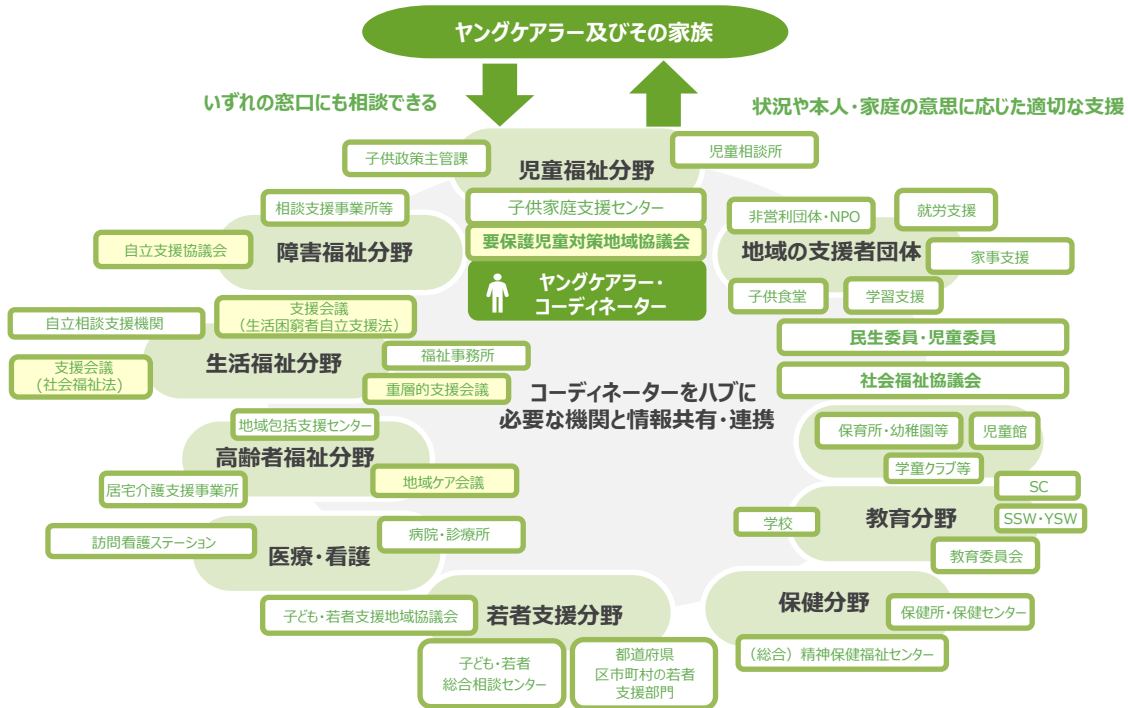 ヤングケアラー及びその家族
いずれの窓口にも相談できる
状況や本人・家庭の意思に応じた適切な支援
子供政策主管課
児童福祉分野
児童相談所
子供家庭支援センター
要保護児童対策地域協議会
ヤングケアラー・
コーディネーター
相談支援事業所等
自立支援協議会
障害福祉分野
非営利団体・NPO
就労支援
地域の支援者団体
家事支援
子供食堂
学習支援
民生委員・児童委員
社会福祉協議会
自立相談支援機関
支援会議
(生活困窮者自立支援法)
生活福祉分野
福祉事務所
支援会議
(社会福祉法)
重層的支援会議
コーディネーターをハブに
必要な機関と情報共有・連携
地域包括支援センター
高齢者福祉分野
居宅介護支援事業所
地域ケア会議
保育所・幼稚園等
児童館
学童クラブ等
SC
教育分野
学校
SSW・YSW
教育委員会
訪問看護ステーション
病院・診療所
医療・看護
子ども・若者支援地域協議会
若者支援分野
子ども・若者
総合相談センター
都道府県
区市町村の若者
支援部門
保健分野
保健所・保健センター
（総合）精神保健福祉センター